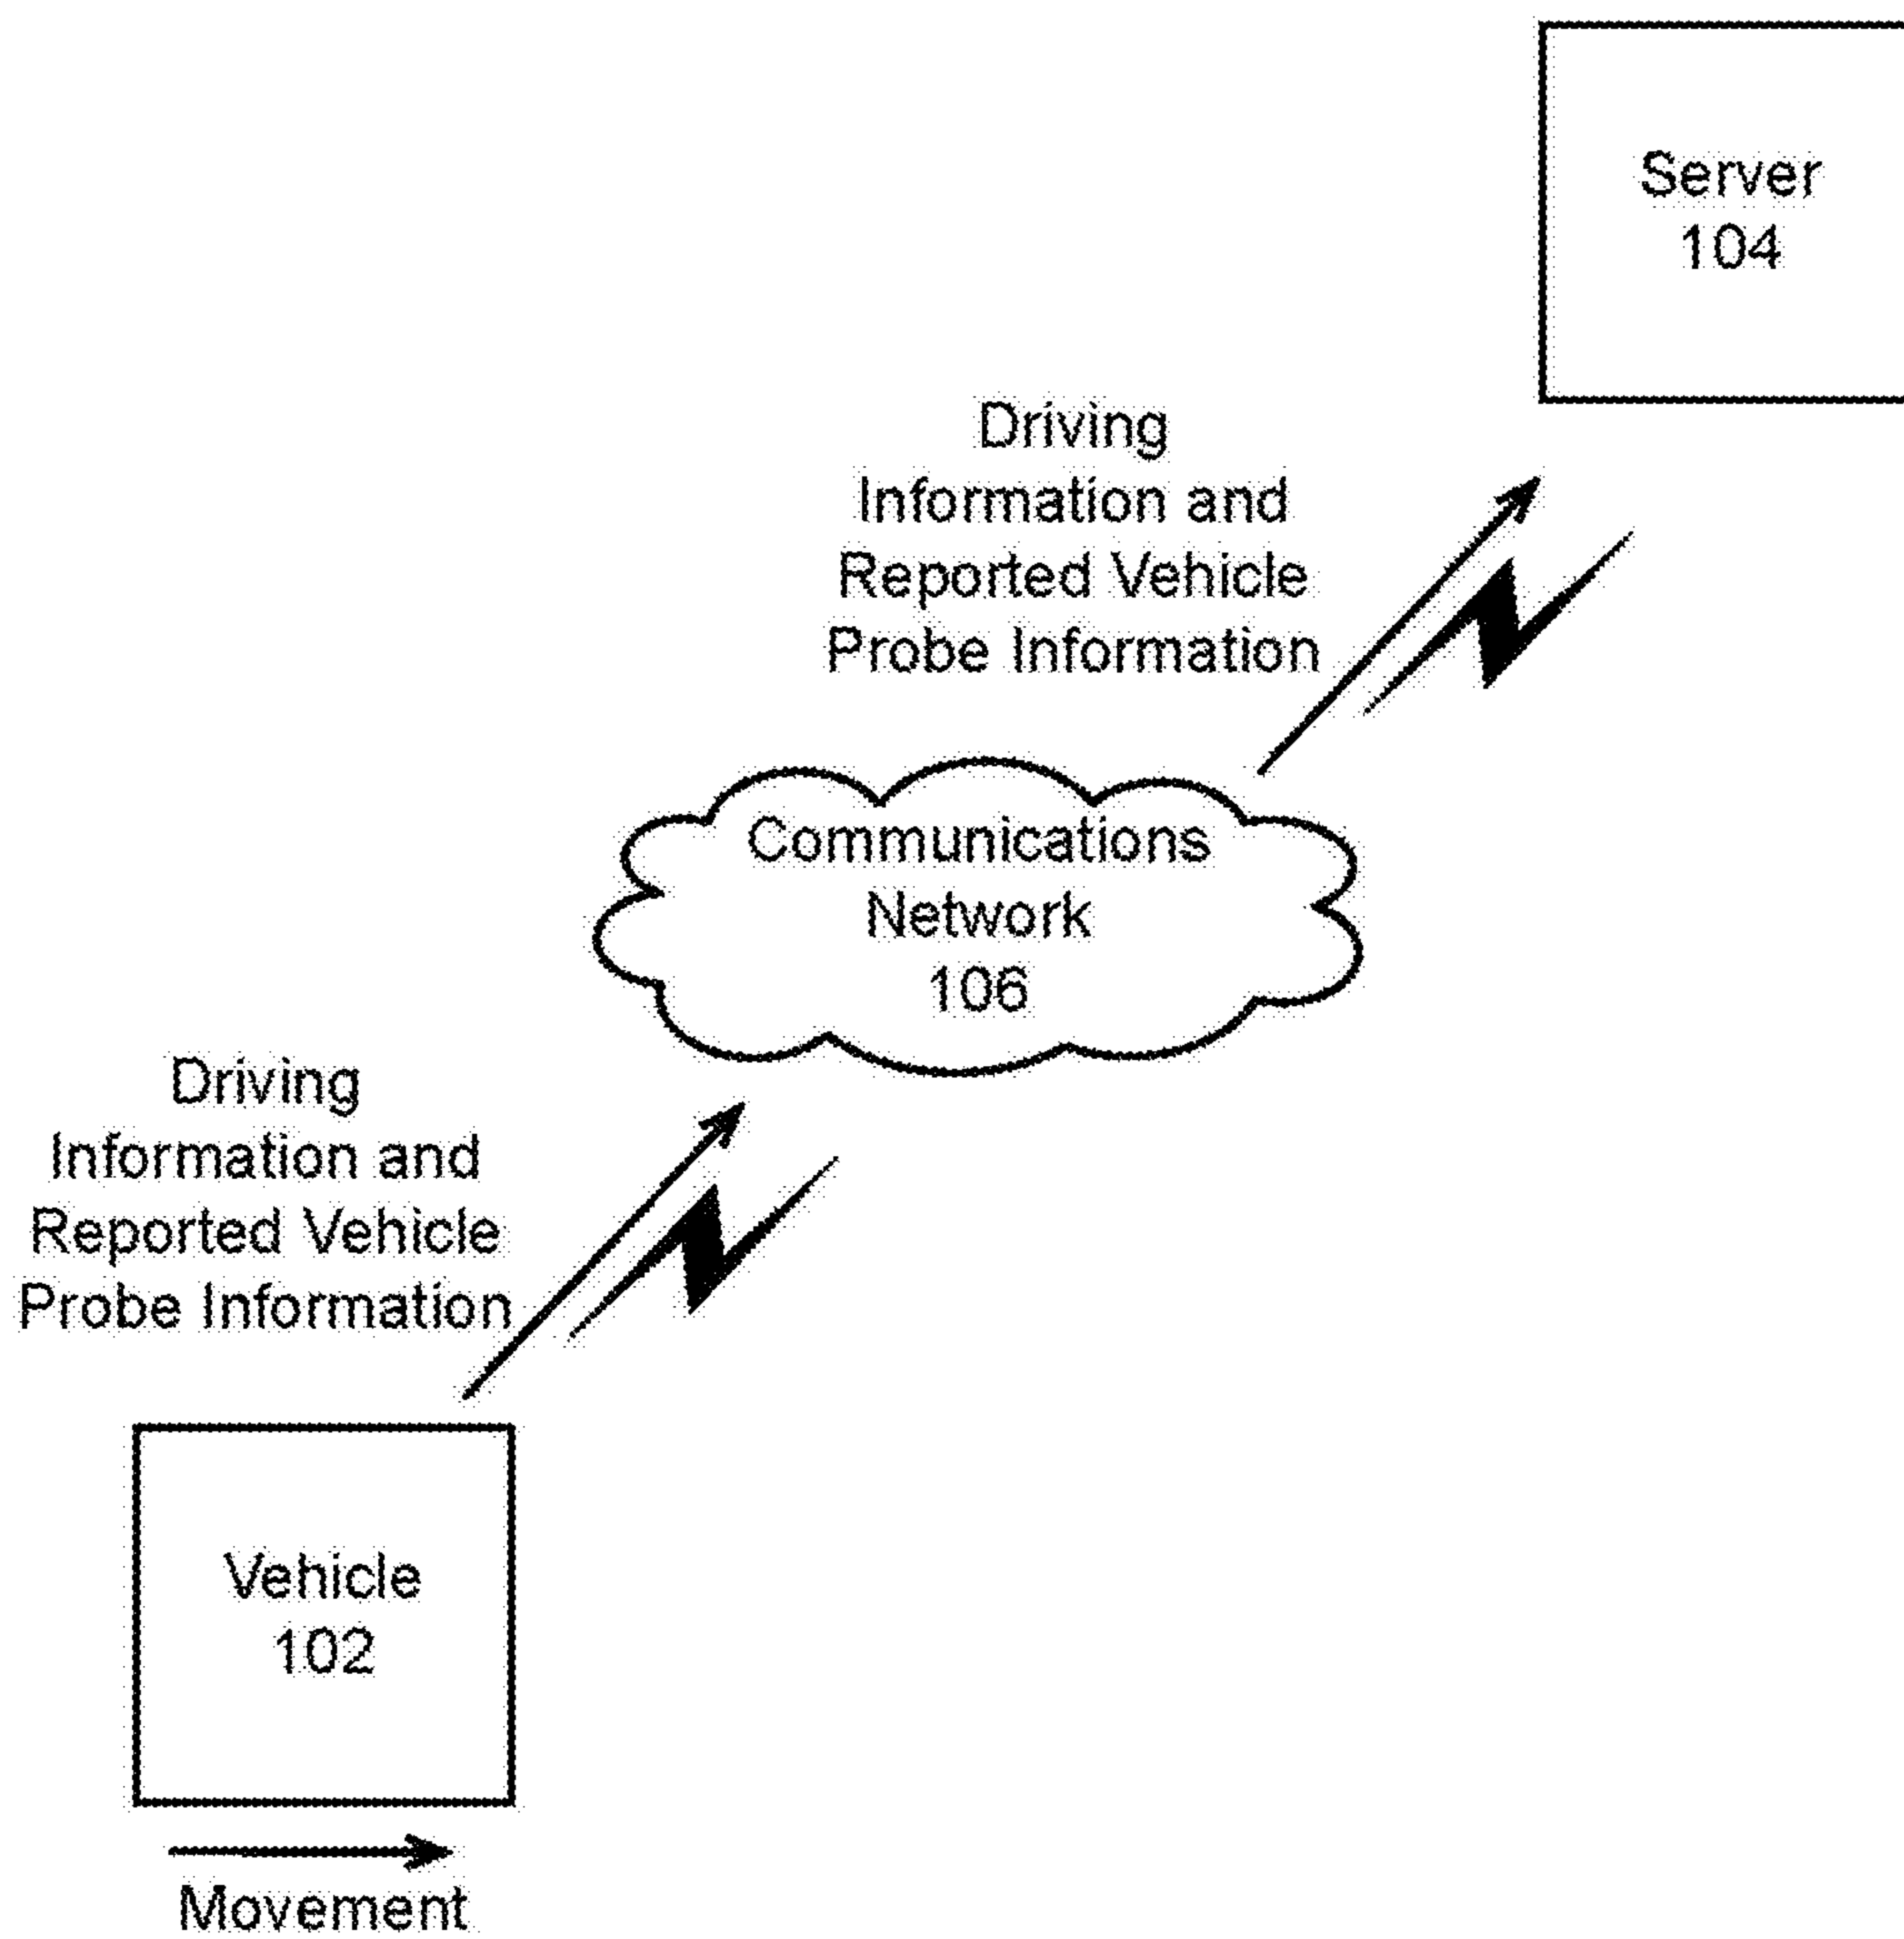 Server
104
Driving
Information and
Reported Vehicle
Probe Information
Communications
Network
106
Driving
Information and
Reported Vehicle
Probe Information
Vehicle
102
Movement